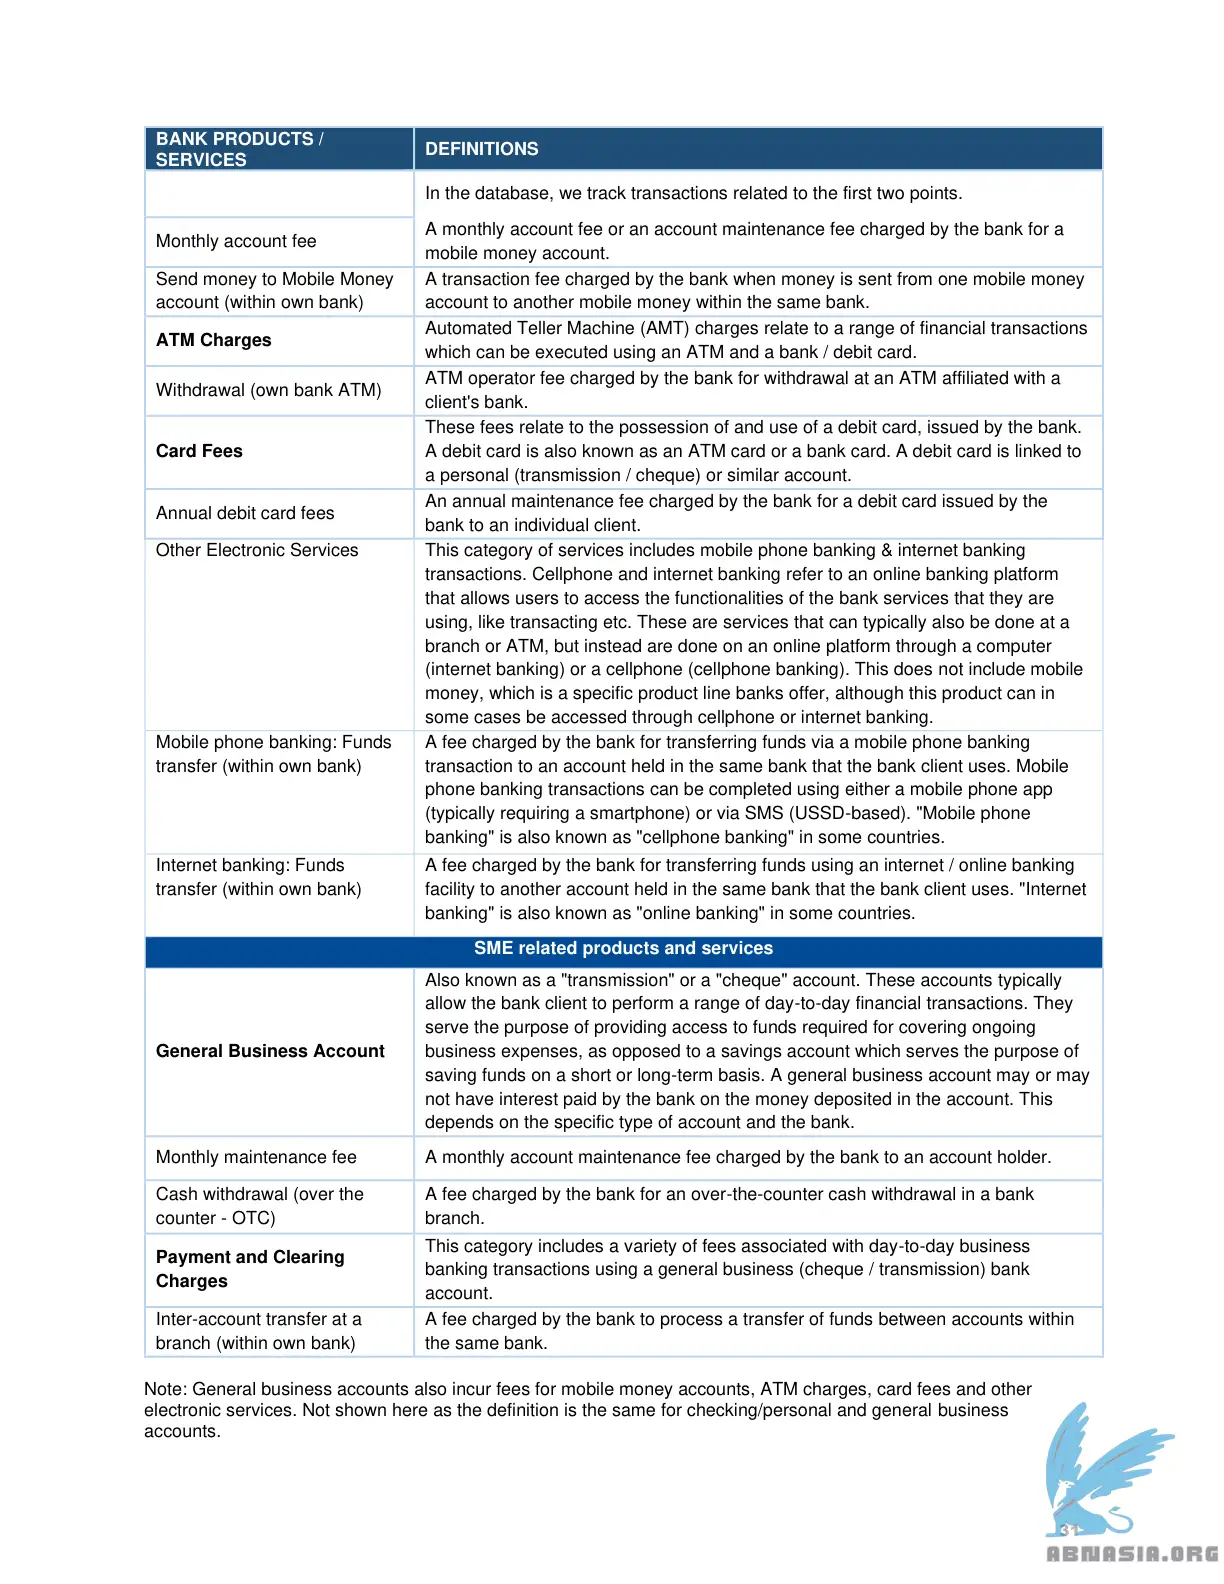 BANK PRODUCTS /
SERVICES
DEFINITIONS
In the database, we track transactions related to the first two points.
Monthly account fee
A monthly account fee or an account maintenance fee charged by the bank for a
mobile money account.
Send money to Mobile Money
account (within own bank)
A transaction fee charged by the bank when money is sent from one mobile money
account to another mobile money within the same bank.
ATM Charges
Automated Teller Machine (AMT) charges relate to a range of financial transactions
which can be executed using an ATM and a bank / debit card.
Withdrawal (own bank ATM)
ATM operator fee charged by the bank for withdrawal at an ATM affiliated with a
client's bank.
Card Fees
These fees relate to the possession of and use of a debit card, issued by the bank.
A debit card is also known as an ATM card or a bank card. A debit card is linked to
a personal (transmission / cheque) or similar account.
Annual debit card fees
An annual maintenance fee charged by the bank for a debit card issued by the
bank to an individual client.
Other Electronic Services
This category of services includes mobile phone banking & internet banking
transactions. Cellphone and internet banking refer to an online banking platform
that allows users to access the functionalities of the bank services that they are
using, like transacting etc. These are services that can typically also be done at a
branch or ATM, but instead are done on an online platform through a computer
(internet banking) or a cellphone (cellphone banking). This does not include mobile
money, which is a specific product line banks offer, although this product can in
some cases be accessed through cellphone or internet banking.
Mobile phone banking: Funds
transfer (within own bank)
A fee charged by the bank for transferring funds via a mobile phone banking
transaction to an account held in the same bank that the bank client uses. Mobile
phone banking transactions can be completed using either a mobile phone app
(typically requiring a smartphone) or via SMS (USSD-based). "Mobile phone
banking" is also known as "cellphone banking" in some countries.
Internet banking: Funds
transfer (within own bank)
A fee charged by the bank for transferring funds using an internet / online banking
facility to another account held in the same bank that the bank client uses. "Internet
banking" is also known as "online banking" in some countries.
SME related products and services
General Business Account
Also known as a "transmission" or a "cheque" account. These accounts typically
allow the bank client to perform a range of day-to-day financial transactions. They
serve the purpose of providing access to funds required for covering ongoing
business expenses, as opposed to a savings account which serves the purpose of
saving funds on a short or long-term basis. A general business account may or may
not have interest paid by the bank on the money deposited in the account. This
depends on the specific type of account and the bank.
Monthly maintenance fee
A monthly account maintenance fee charged by the bank to an account holder.
Cash withdrawal (over the
counter - OTC)
A fee charged by the bank for an over-the-counter cash withdrawal in a bank
branch.
Payment and Clearing
Charges
This category includes a variety of fees associated with day-to-day business
banking transactions using a general business (cheque / transmission) bank
account.
Inter-account transfer at a
branch (within own bank)
A fee charged by the bank to process a transfer of funds between accounts within
the same bank.
Note: General business accounts also incur fees for mobile money accounts, ATM charges, card fees and other
electronic services. Not shown here as the definition is the same for checking/personal and general business
accounts.
31
ABNASIA.ORG